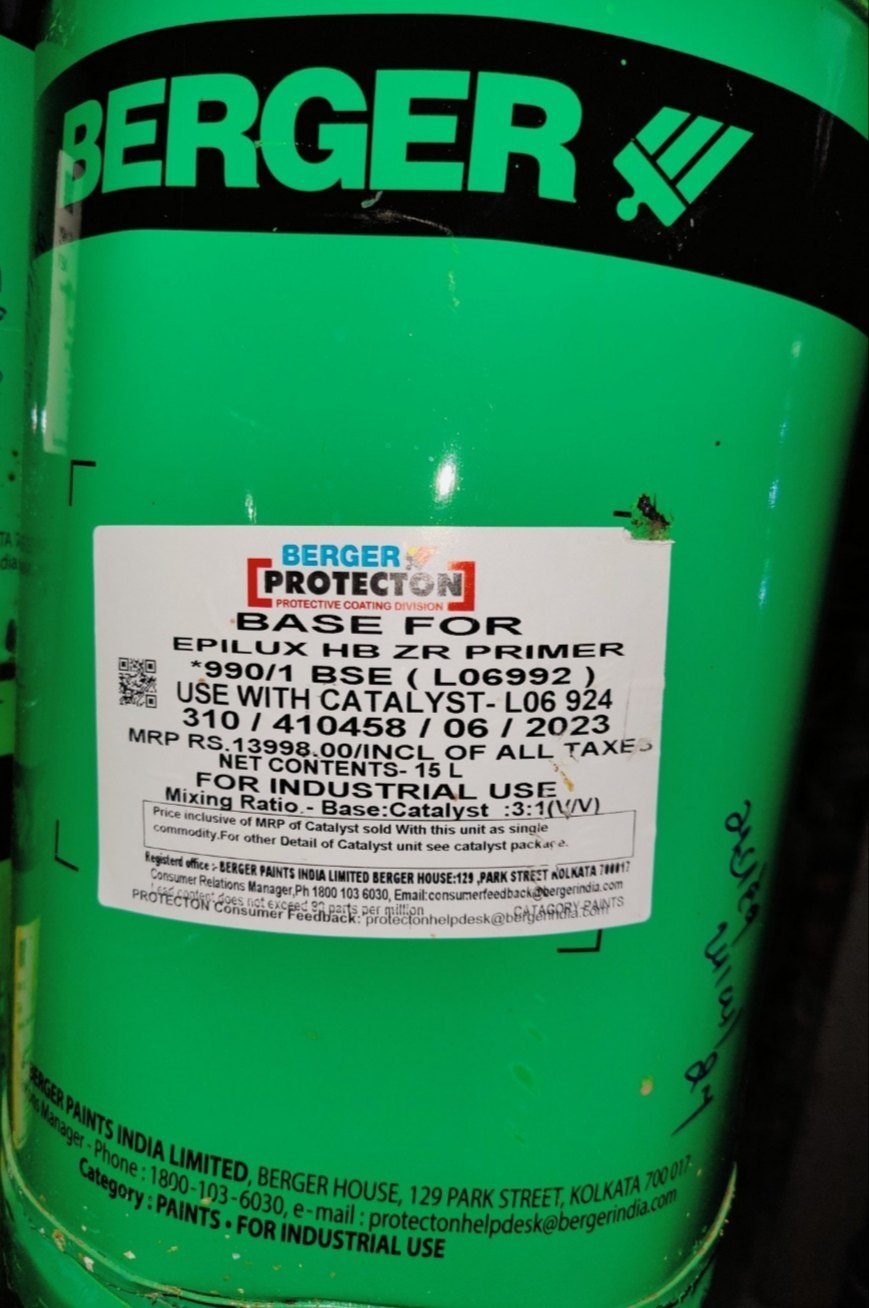 BERGER
BERGER
PROTECTON
PROTECTIVE COATING DIVISION
BASE FOR
EPILUX HB ZR PRIMER
*990/1 BSE ( L06992 )
USE WITH CATALYST- L06 924
310 / 410458 / 06 / 2023
MRP RS.13998.00/INCL OF ALL TAXES
NET CONTENTS- 15 L
FOR INDUSTRIAL USE
Mixing Ratio.- Base:Catalyst :3:1(V/V)
Price inclusive of MRP of Catalyst sold With this unit as single
commodity.For other Detail of Catalyst unit see catalyst package.
Registerd office :- BERGER PAINTS INDIA LIMITED BERGER HOUSE:129 ,PARK STREET KOLKATA 700017
Consumer Relations Manager,Ph 1800 103 6030, Email:consumerfeedback@bergerindia.com
Lead content does not exceed 90 parts per million CATAGORY-PAINTS
PROTECTON Consumer Feedback: protectonhelpdesk@bergerindia.com
BERGER PAINTS INDIA LIMITED, BERGER HOUSE, 129 PARK STREET, KOLKATA 700 017
Manager - Phone : 1800-103-6030, e-mail : protectonhelpdesk@bergerindia.com
Category : PAINTS • FOR INDUSTRIAL USE